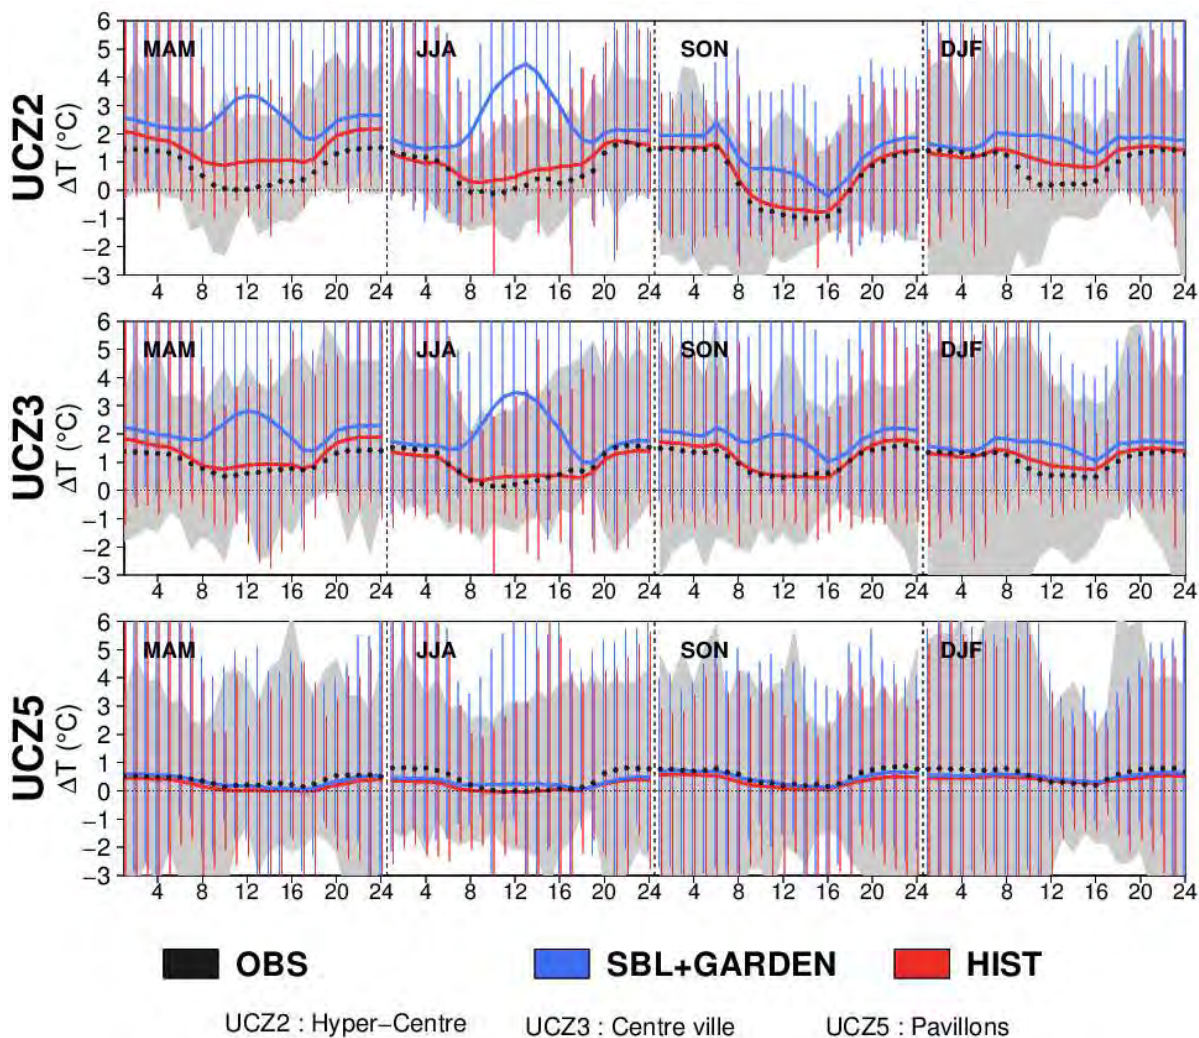 UCZ2
ΔT (°C)
6
5
4
3
2
1
0
−1
−2
−3
MAM JJA SON DJF
4 8 12 16 20 24 4 8 12 16 20 24 4 8 12 16 20 24 4 8 12 16 20 24
UCZ3
ΔT (°C)
6
5
4
3
2
1
0
−1
−2
−3
MAM JJA SON DJF
4 8 12 16 20 24 4 8 12 16 20 24 4 8 12 16 20 24 4 8 12 16 20 24
UCZ5
ΔT (°C)
6
5
4
3
2
1
0
−1
−2
−3
MAM JJA SON DJF
4 8 12 16 20 24 4 8 12 16 20 24 4 8 12 16 20 24 4 8 12 16 20 24
OBS SBL+GARDEN HIST
UCZ2 : Hyper−Centre UCZ3 : Centre ville UCZ5 : Pavillons